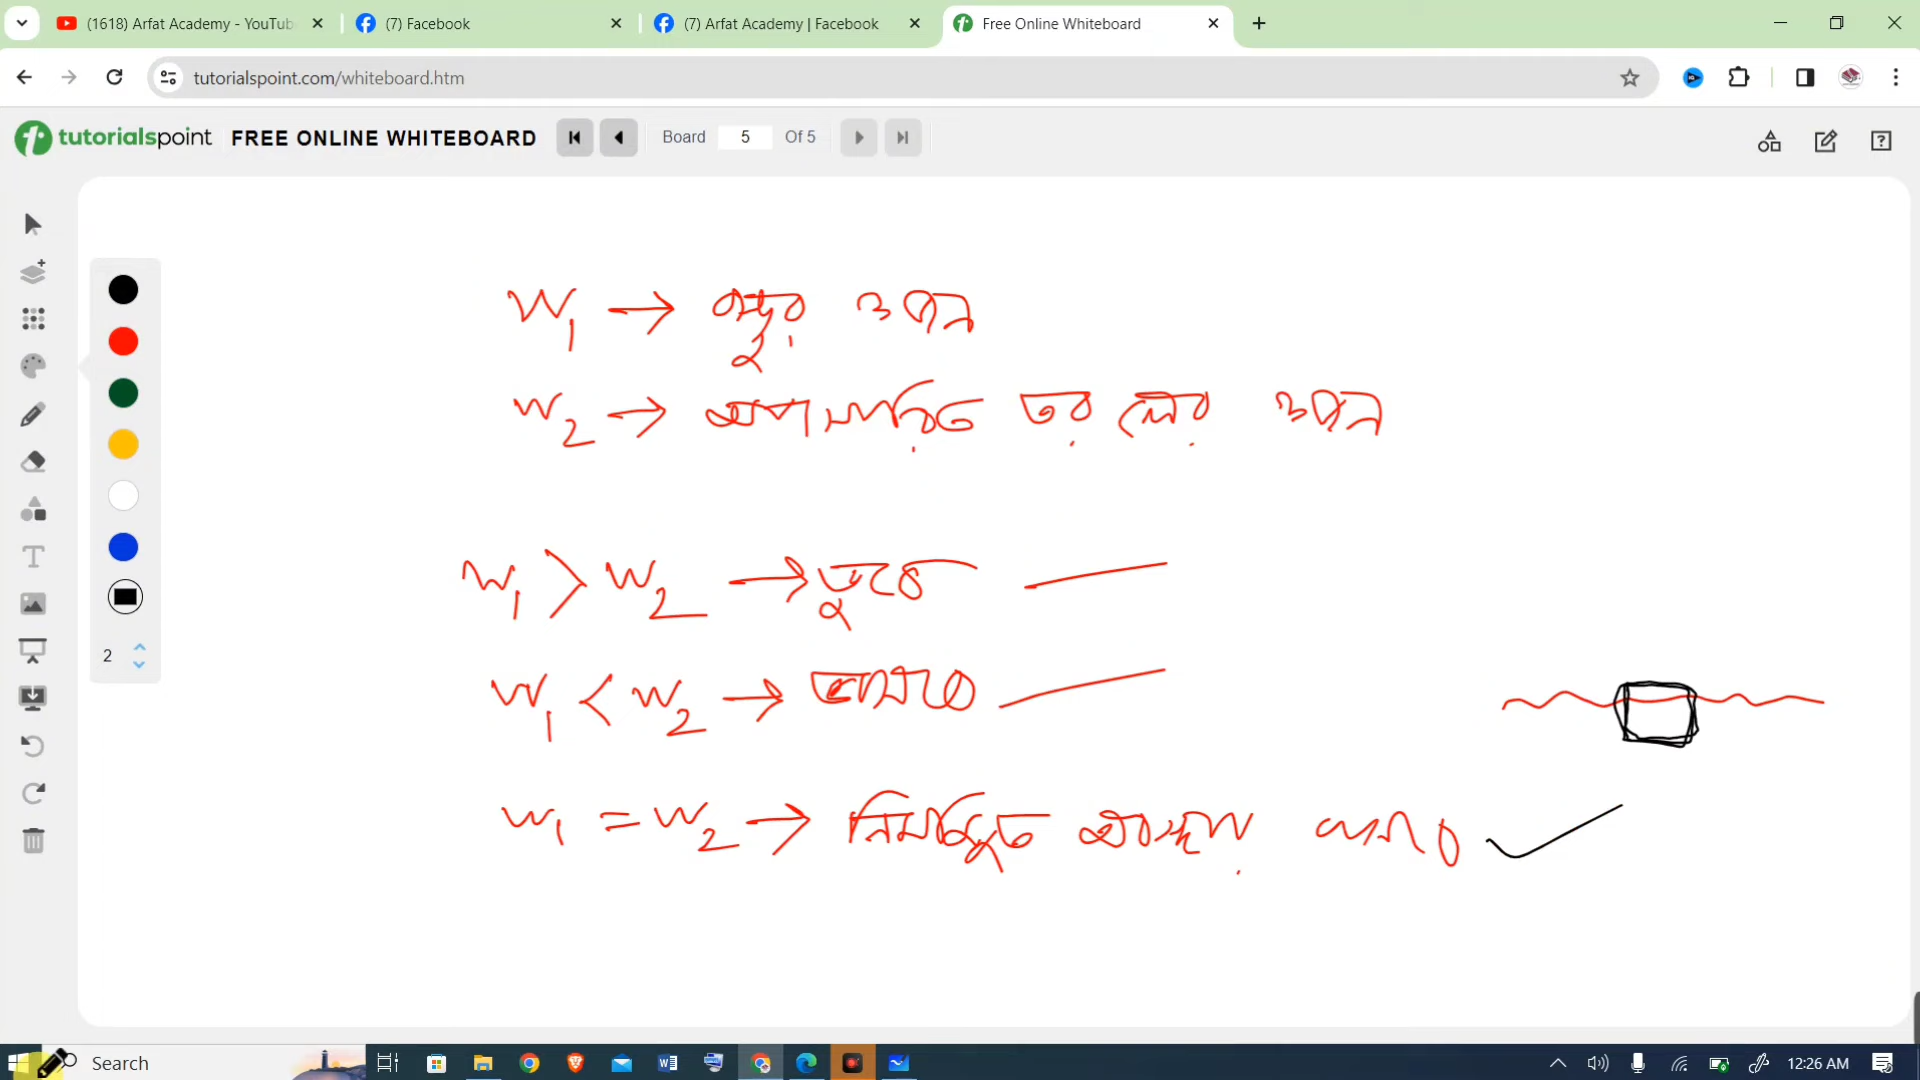 (1618) Arfat Academy - YouTub
(7) Facebook
(7) Arfat Academy | Facebook
Free Online Whiteboard
tutorialspoint.com/whiteboard.htm
tutorialspoint FREE ONLINE WHITEBOARD Board 5 Of 5
W₁ → বস্তুর ওজন
W₂ → অপসারিত তরলের ওজন
W₁ > W₂ → ডুবে
W₁ < W₂ → ভাসবে
W₁ = W₂ → নিমজ্জিত অবস্থায় ভাসবে
2
Search
12:26 AM